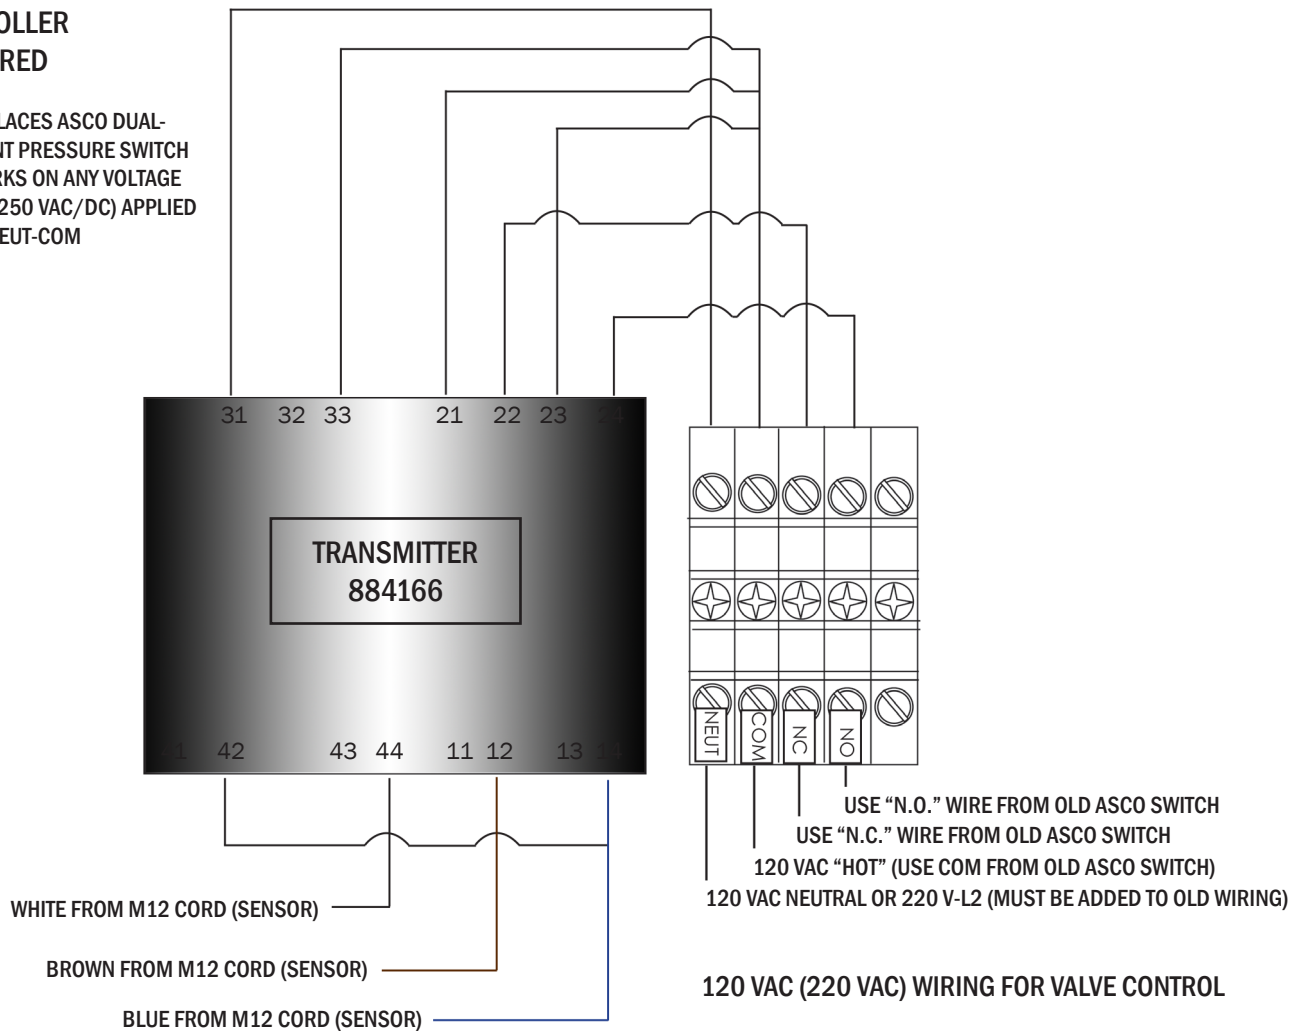 OLLER
RED
LACES ASCO DUAL-
NT PRESSURE SWITCH
RKS ON ANY VOLTAGE
250 VAC/DC) APPLIED
EUT-COM
31 32 33 21 22 23 24
TRANSMITTER
884166
41 42 43 44 11 12 13 14
NEUT COM NC NO
USE “N.O.” WIRE FROM OLD ASCO SWITCH
USE “N.C.” WIRE FROM OLD ASCO SWITCH
120 VAC “HOT” (USE COM FROM OLD ASCO SWITCH)
120 VAC NEUTRAL OR 220 V-L2 (MUST BE ADDED TO OLD WIRING)
WHITE FROM M12 CORD (SENSOR)
BROWN FROM M12 CORD (SENSOR)
BLUE FROM M12 CORD (SENSOR)
120 VAC (220 VAC) WIRING FOR VALVE CONTROL